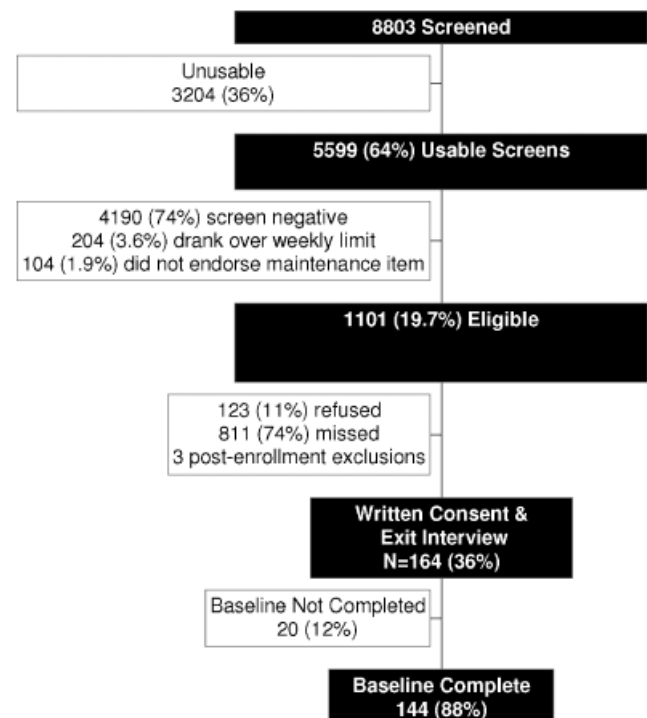 8803 Screened
Unusable
3204 (36%)
5599 (64%) Usable Screens
4190 (74%) screen negative
204 (3.6%) drank over weekly limit
104 (1.9%) did not endorse maintenance item
1101 (19.7%) Eligible
123 (11%) refused
811 (74%) missed
3 post-enrollment exclusions
Written Consent &
Exit Interview
N=164 (36%)
Baseline Not Completed
20 (12%)
Baseline Complete
144 (88%)